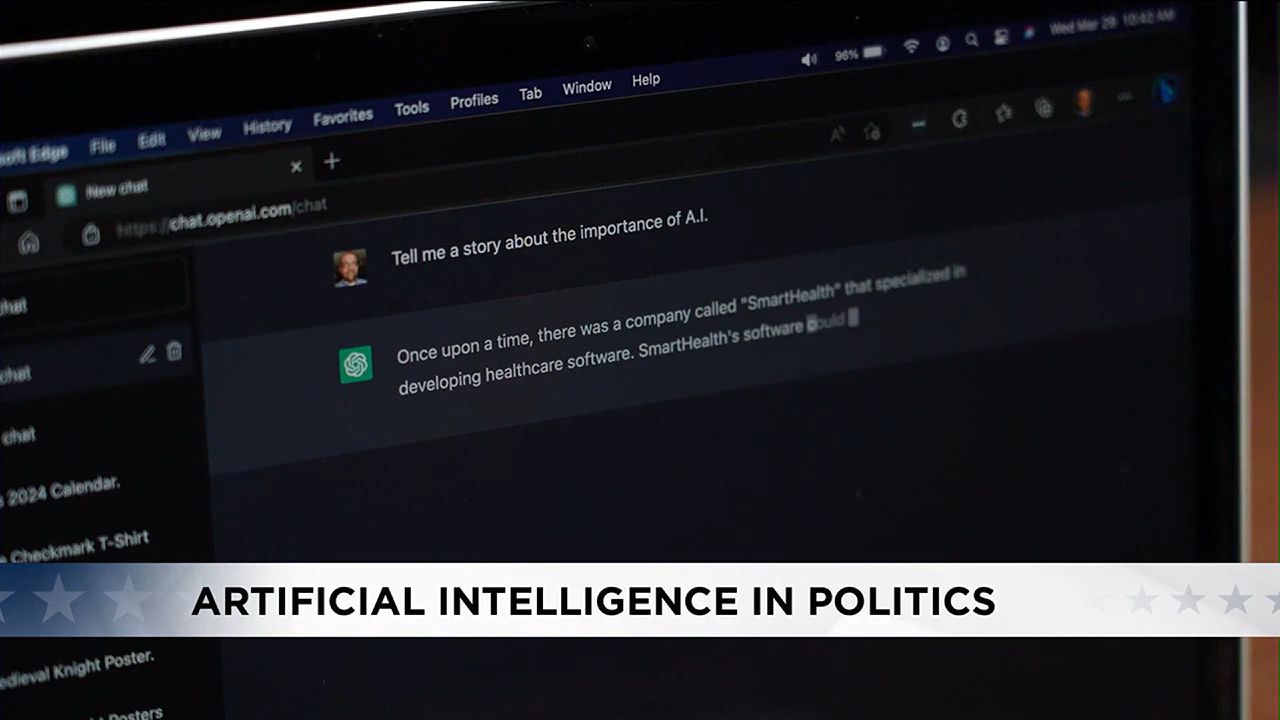 File Edit View History Favorites Tools Profiles Tab Window Help 96% Wed Mar 29 10:42 AM
New chat
https://chat.openai.com/chat
Tell me a story about the importance of A.I.
Once upon a time, there was a company called "SmartHealth" that specialized in
developing healthcare software. SmartHealth's software could
hat
chat
chat
2024 Calendar.
Checkmark T-Shirt
ARTIFICIAL INTELLIGENCE IN POLITICS
edieval Knight Poster.
ht Posters